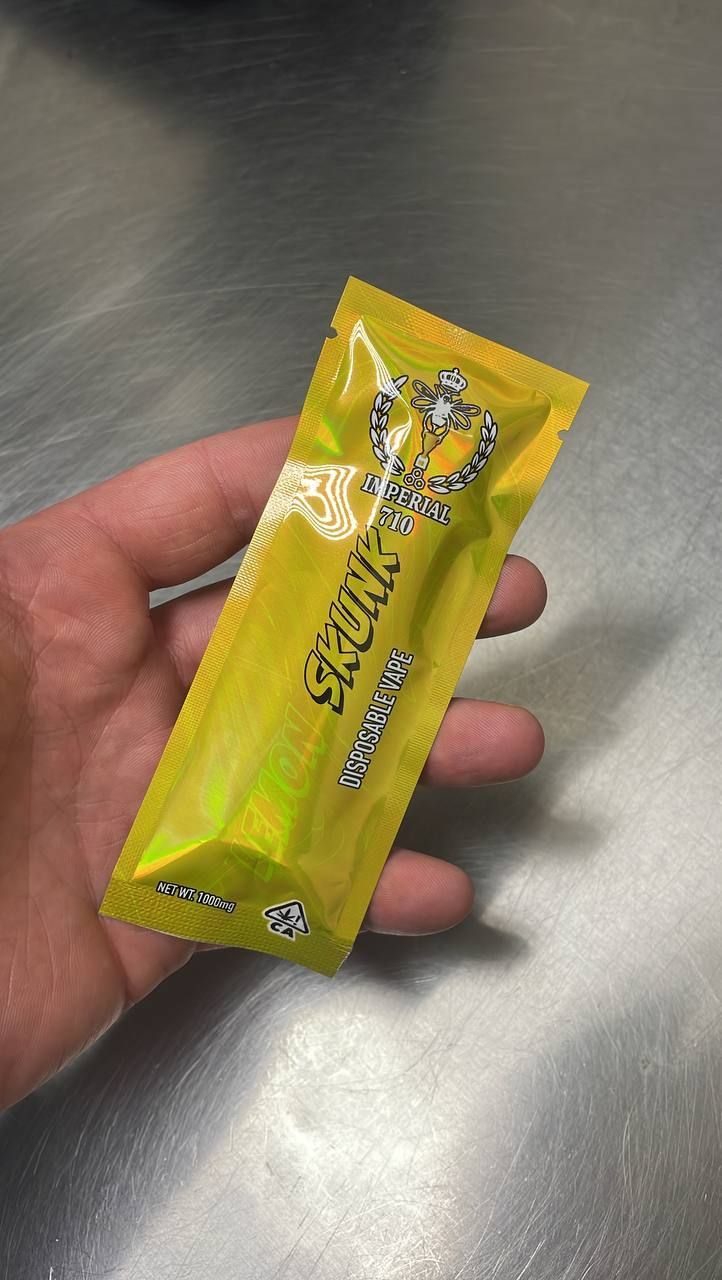 IMPERIAL
710
LEMON
SKUNK
DISPOSABLE VAPE
NET WT. 1000mg
!
CA